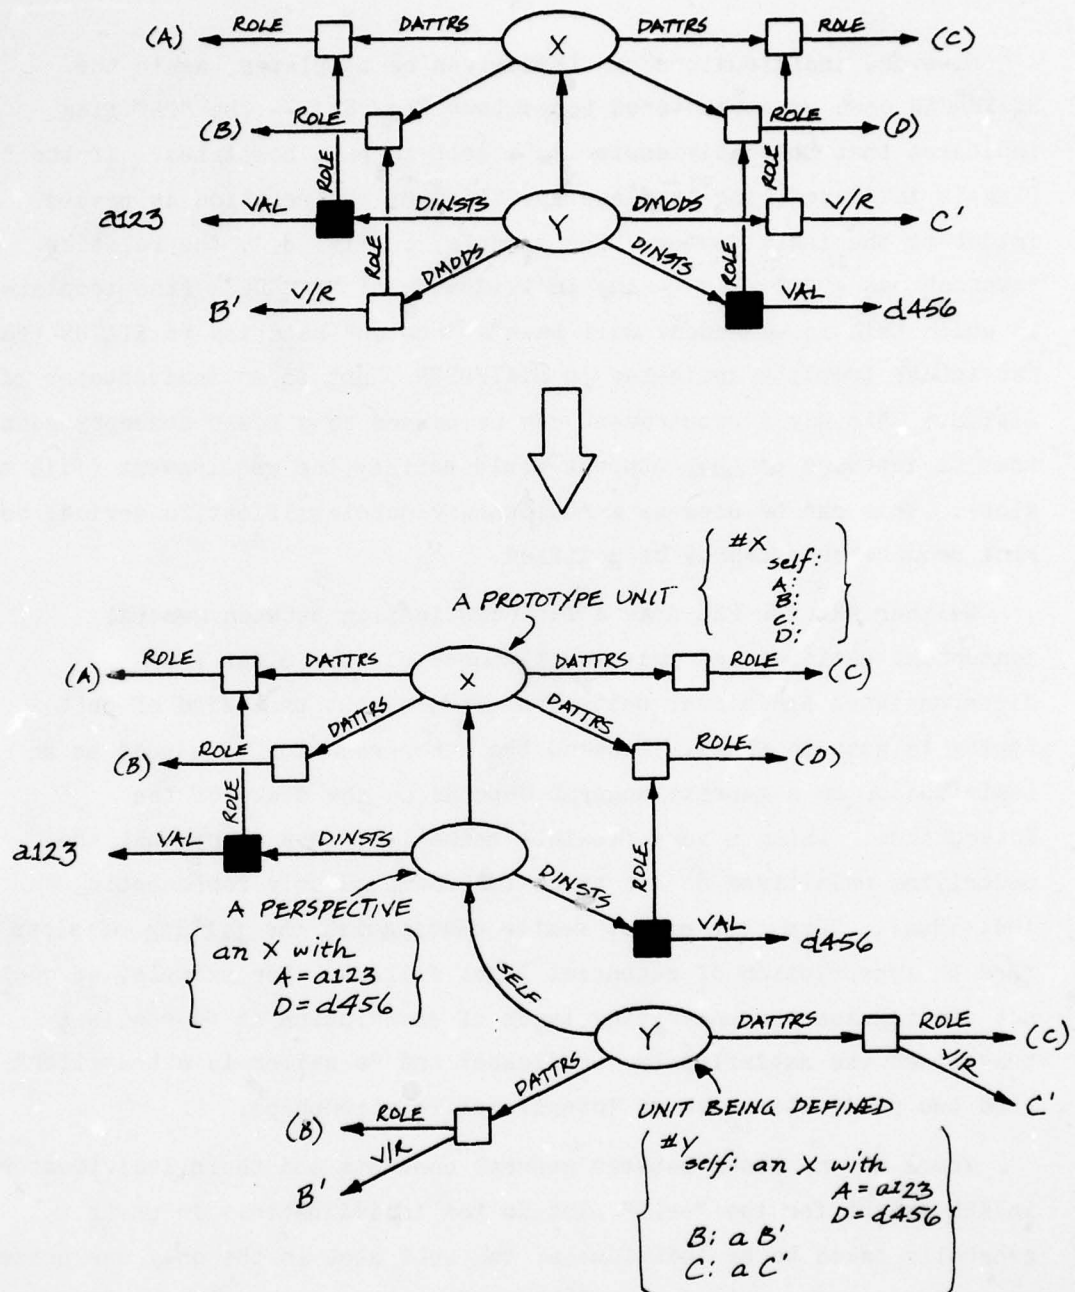 (A) ROLE DATTRS X DATTRS ROLE (C)
(B) ROLE ROLE ROLE (D)
ROLE ROLE
a123 VAL DINSTS Y DMODS V/R C'
ROLE DMODS DINSTS ROLE
B' V/R VAL d456
#X
self:
A:
B:
C:
D:
A PROTOTYPE UNIT
(A) ROLE DATTRS X DATTRS ROLE (C)
DATTRS DATTRS
(B) ROLE ROLE (D)
ROLE
a123 VAL DINSTS
DINSTS ROLE
VAL d456
A PERSPECTIVE
an X with
A = a123
D = d456
SELF
Y DATTRS ROLE (C)
V/R
C'
DATTRS
(B) ROLE
V/R
B'
UNIT BEING DEFINED
#Y
self: an X with
A = a123
D = d456
B: a B'
C: a C'